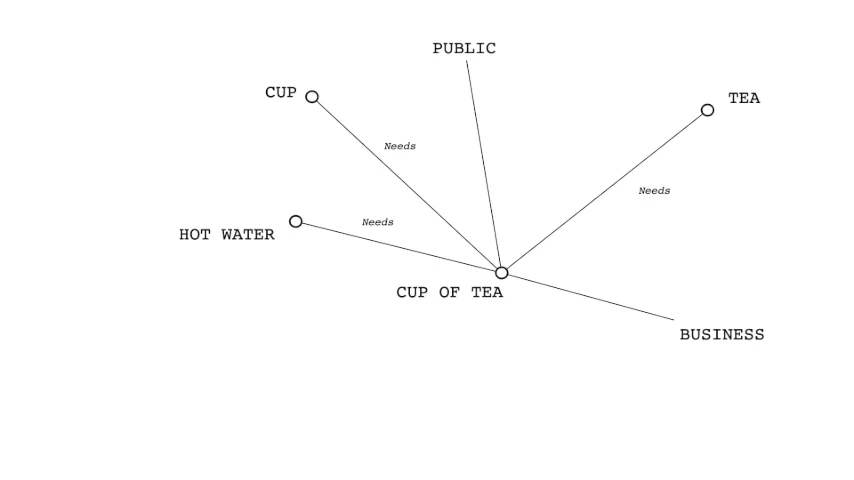 PUBLIC
CUP
TEA
Needs
Needs
Needs
HOT WATER
CUP OF TEA
BUSINESS